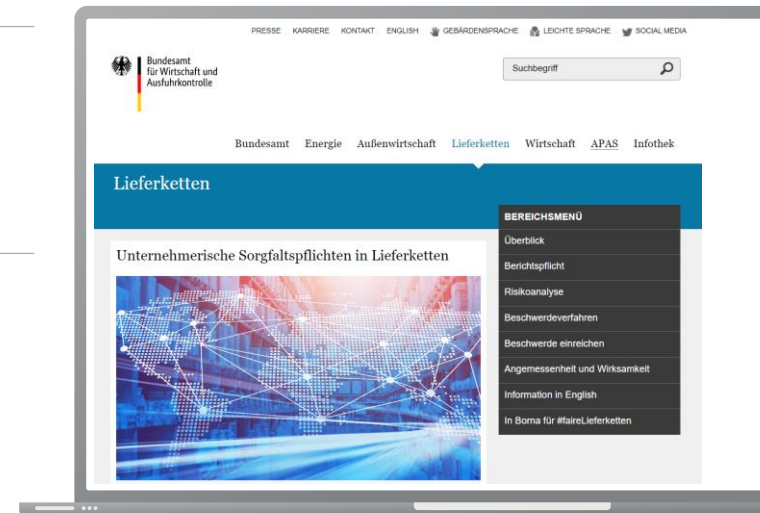 PRESSE KARRIERE KONTAKT ENGLISH GEBÄRDENSPRACHE LEICHTE SPRACHE SOCIAL MEDIA
Bundesamt
für Wirtschaft und
Ausfuhrkontrolle
Suchbegriff
Bundesamt Energie Außenwirtschaft Lieferketten Wirtschaft APAS Infothek
Lieferketten
Unternehmerische Sorgfaltspflichten in Lieferketten
BEREICHSMENÜ
Überblick
Berichtspflicht
Risikoanalyse
Beschwerdeverfahren
Beschwerde einreichen
Angemessenheit und Wirksamkeit
Information in English
In Borna für #faireLieferketten